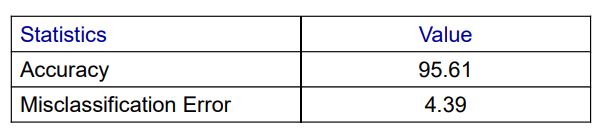 Statistics Value
Accuracy 95.61
Misclassification Error 4.39